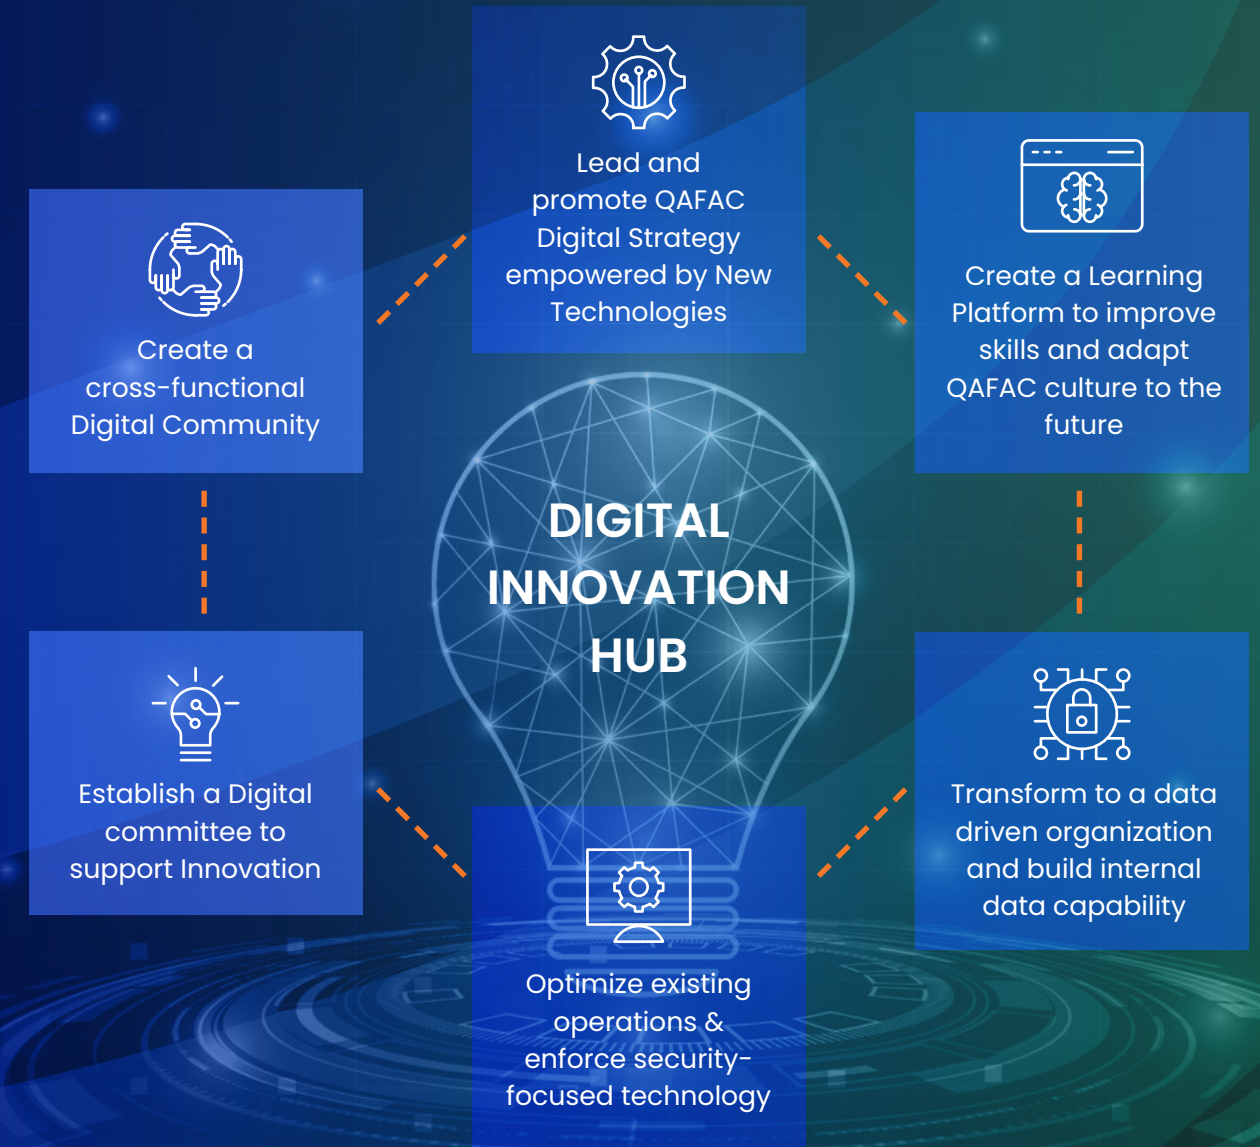 Lead and
promote QAFAC
Digital Strategy
empowered by New
Technologies
Create a Learning
Platform to improve
skills and adapt
QAFAC culture to the
future
Create a
cross-functional
Digital Community
DIGITAL
INNOVATION
HUB
Establish a Digital
committee to
support Innovation
Transform to a data
driven organization
and build internal
data capability
Optimize existing
operations &
enforce security-
focused technology